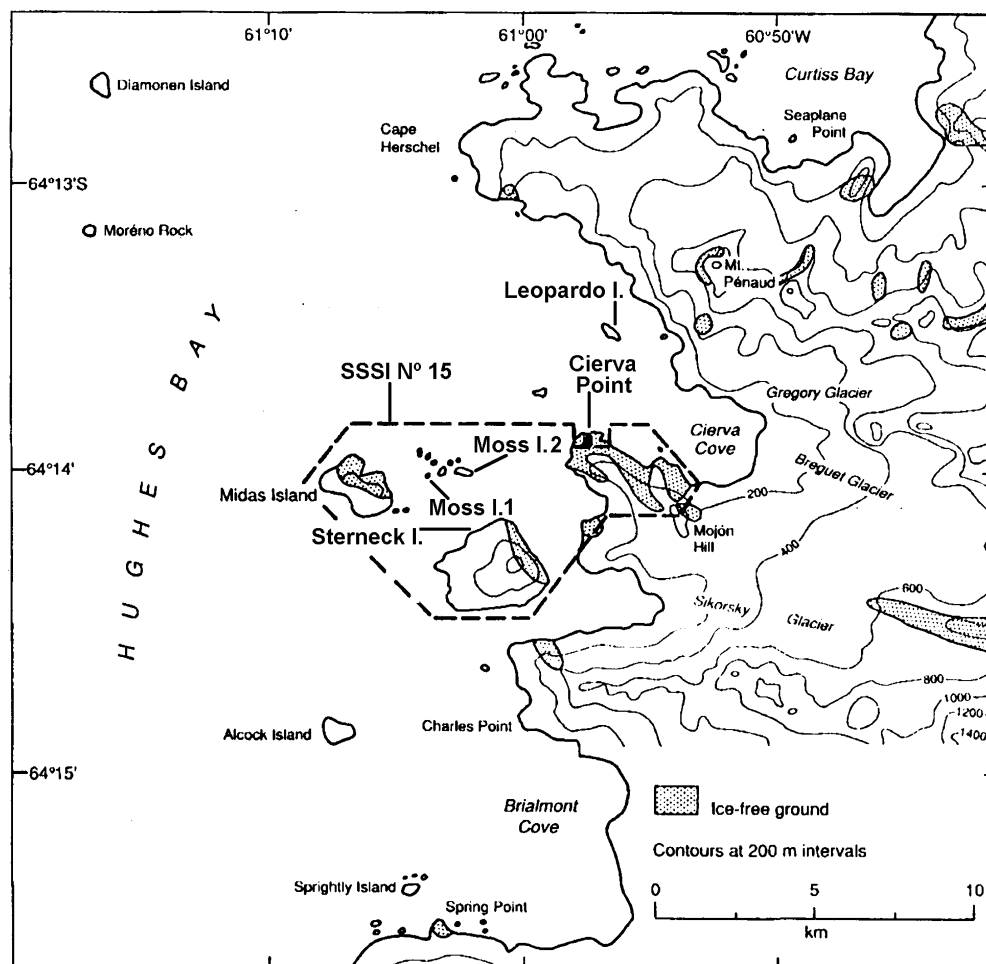 61°10'
61°00'
60°50'W
Diamonen Island
Curtiss Bay
Seaplane
Point
Cape
Herschel
64°13'S
Moréno Rock
Mt.
Pénaud
Leopardo I.
HUGHES BAY
SSSI Nº 15
Cierva
Point
Gregory Glacier
Cierva
Cove
Moss I.2
64°14'
Breguet Glacier
Midas Island
200
Moss I.1
Sterneck I.
Mojón
Hill
400
600
Sikorsky
Glacier
800
1000
1200
1400
Charles Point
Alcock Island
64°15'
Brialmont
Cove
Ice-free ground
Contours at 200 m intervals
Sprightly Island
Spring Point
0
5
10
km